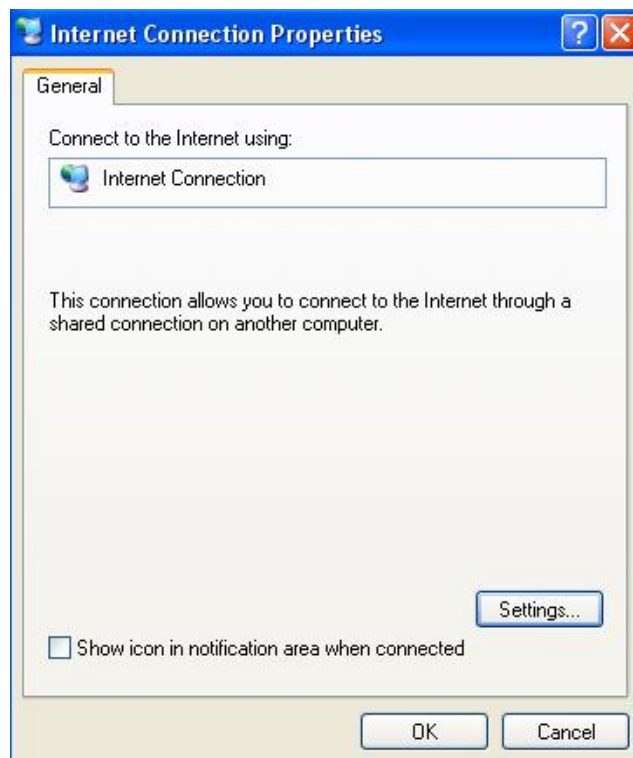 Internet Connection Properties
?
General
Connect to the Internet using:
Internet Connection
This connection allows you to connect to the Internet through a
shared connection on another computer.
Settings...
Show icon in notification area when connected
OK
Cancel